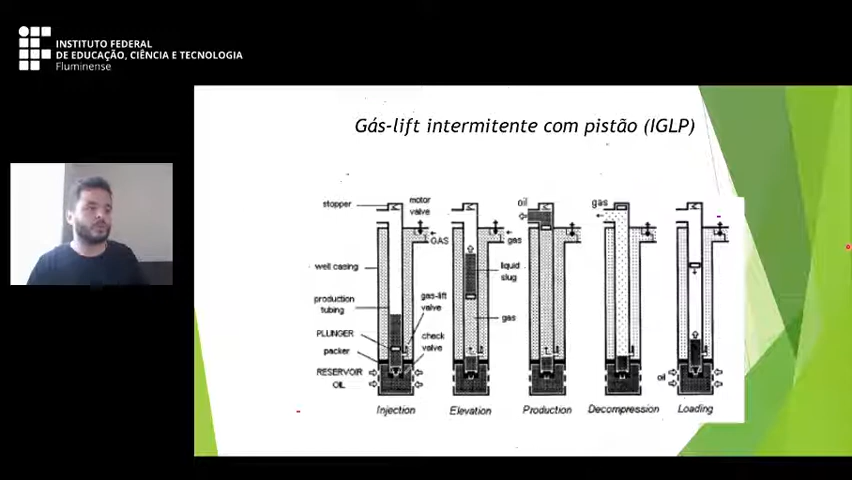 INSTITUTO FEDERAL
DE EDUCAÇÃO, CIÊNCIA E TECNOLOGIA
Fluminense
Gás-lift intermitente com pistão (IGLP)
stopper
motor
valve
GAS
well casing
production
tubing
gas-lift
valve
PLUNGER
check
valve
packer
RESERVOIR
OIL
Injection
gas
liquid
slug
gas
Elevation
oil
Production
gas
Decompression
oil
Loading